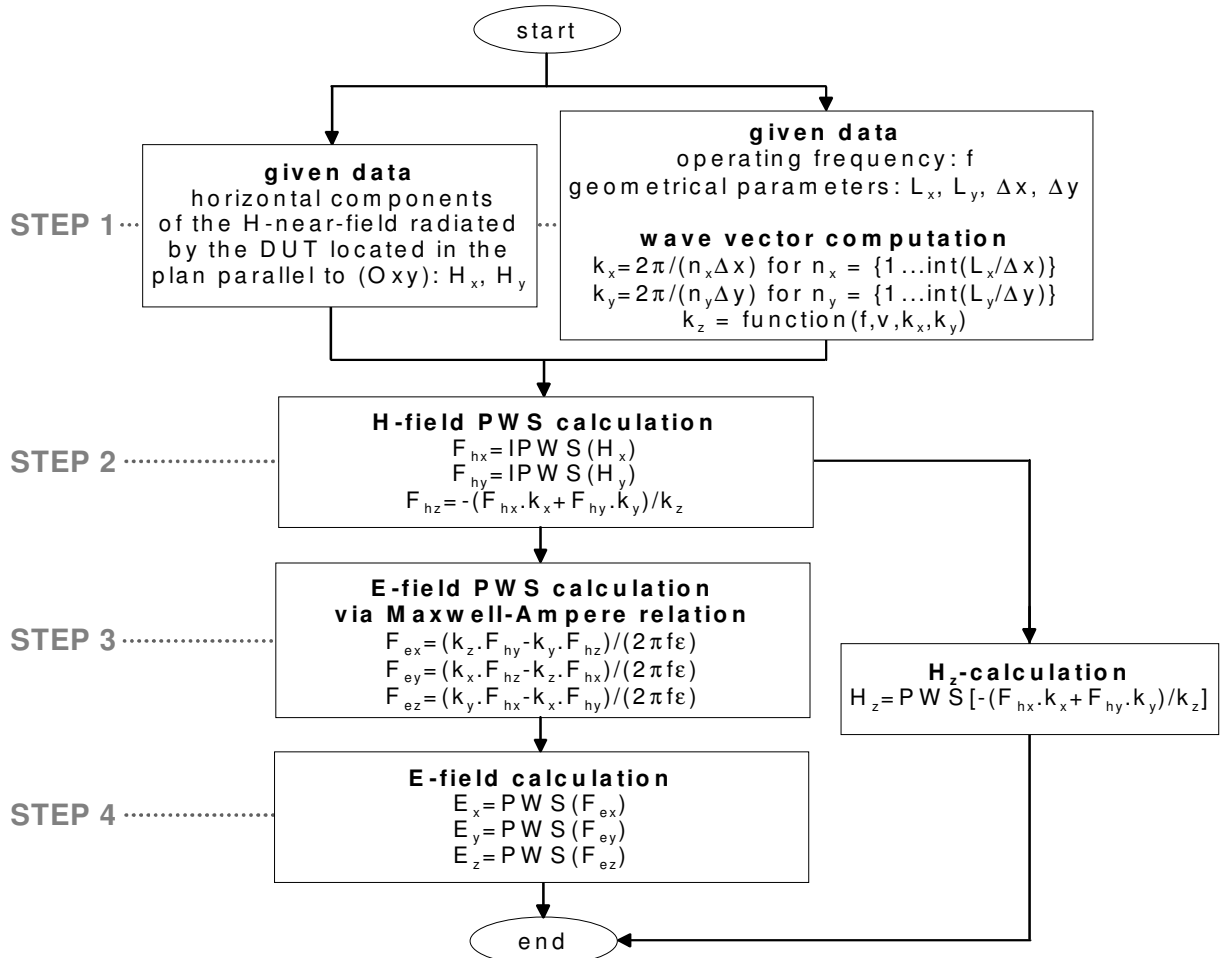 start
STEP 1
given data
horizontal components
of the H-near-field radiated
by the DUT located in the
plan parallel to (Oxy): Hx, Hy
given data
operating frequency: f
geometrical parameters: Lx, Ly, Δx, Δy
wave vector computation
kx=2π/(nxΔx) for nx = {1...int(Lx/Δx)}
ky=2π/(nyΔy) for ny = {1...int(Ly/Δy)}
kz = function(f,v,kx,ky)
STEP 2
H-field PWS calculation
Fhx=IPWS(Hx)
Fhy=IPWS(Hy)
Fhz=-(Fhx.kx+Fhy.ky)/kz
STEP 3
E-field PWS calculation
via Maxwell-Ampere relation
Fex=(kz.Fhy-ky.Fhz)/(2πfε)
Fey=(kx.Fhz-kz.Fhx)/(2πfε)
Fez=(ky.Fhx-kx.Fhy)/(2πfε)
Hz-calculation
Hz=PWS[-(Fhx.kx+Fhy.ky)/kz]
STEP 4
E-field calculation
Ex=PWS(Fex)
Ey=PWS(Fey)
Ez=PWS(Fez)
end